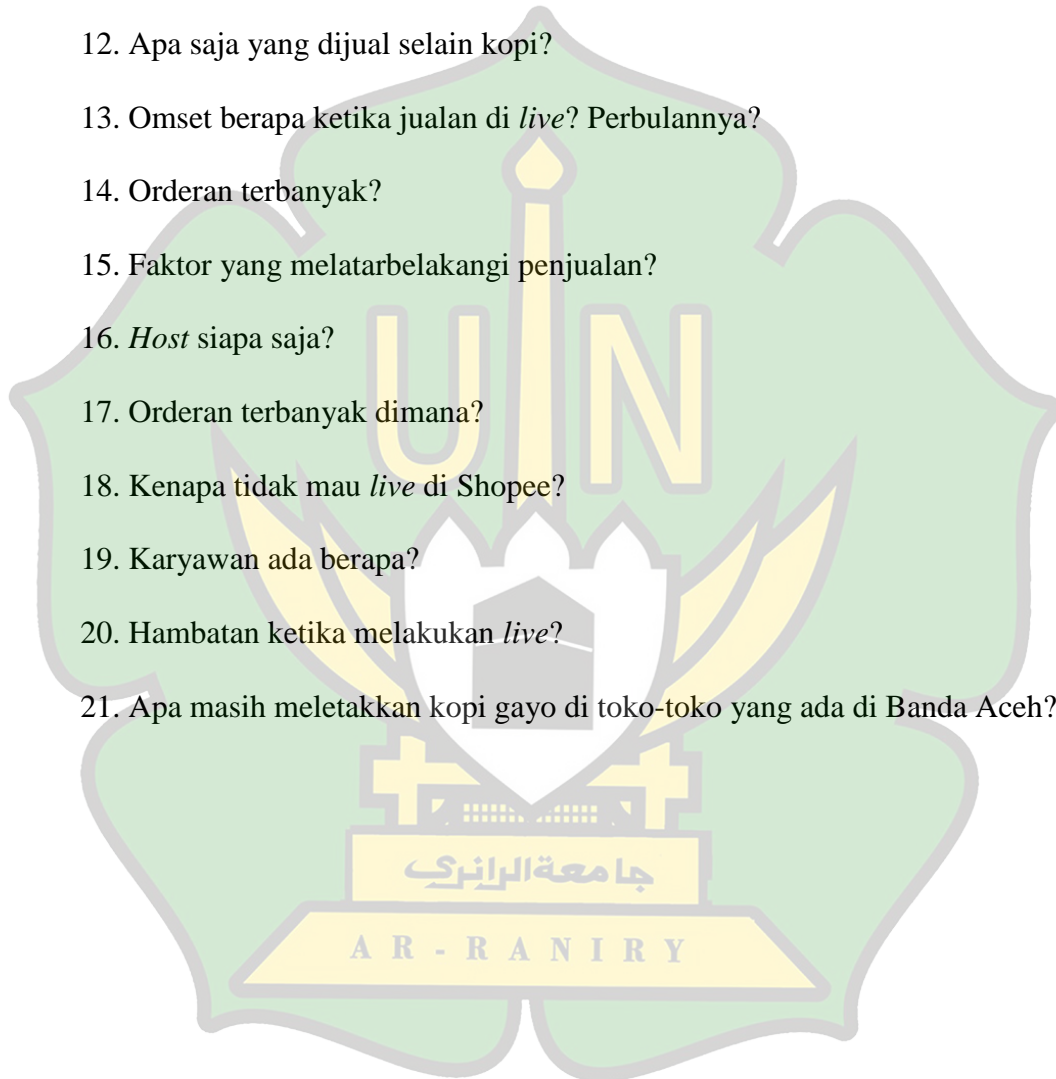 12. Apa saja yang dijual selain kopi?
13. Omset berapa ketika jualan di live? Perbulannya?
14. Orderan terbanyak?
15. Faktor yang melatarbelakangi penjualan?
16. Host siapa saja?
17. Orderan terbanyak dimana?
18. Kenapa tidak mau live di Shopee?
19. Karyawan ada berapa?
20. Hambatan ketika melakukan live?
21. Apa masih meletakkan kopi gayo di toko-toko yang ada di Banda Aceh?
UIN
جامعة الرانري
AR-RANIRY